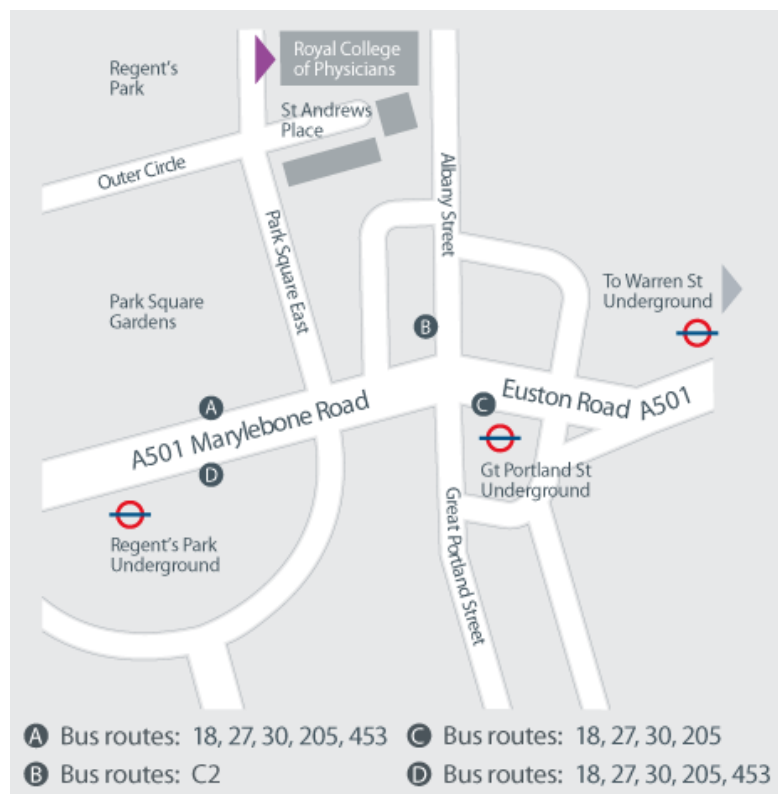 Regent's
Park
Royal College
of Physicians
St Andrews
Place
Outer Circle
Albany Street
Park Square East
Park Square
Gardens
To Warren St
Underground
B
A
C
Euston Road A501
A501 Marylebone Road
D
Gt Portland St
Underground
Great Portland Street
Regent's Park
Underground
A Bus routes: 18, 27, 30, 205, 453
C Bus routes: 18, 27, 30, 205
B Bus routes: C2
D Bus routes: 18, 27, 30, 205, 453